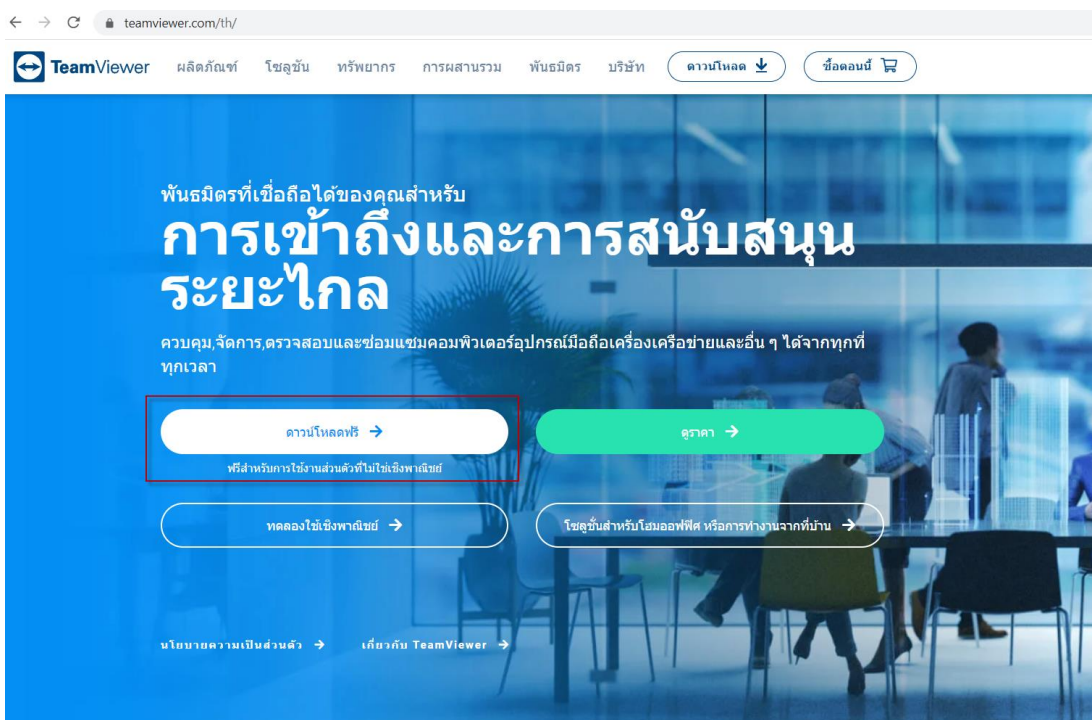 teamviewer.com/th/
TeamViewer ผลิตภัณฑ์ โซลูชัน ทรัพยากร การผสานรวม พันธมิตร บริษัท ดาวน์โหลด ซื้อตอนนี้
พันธมิตรที่เชื่อถือได้ของคุณสำหรับ
การเข้าถึงและการสนับสนุน
ระยะไกล
ควบคุม,จัดการ,ตรวจสอบและซ่อมแซมคอมพิวเตอร์อุปกรณ์มือถือเครื่องเครือข่ายและอื่น ๆ ได้จากทุกที่
ทุกเวลา
ดาวน์โหลดฟรี → ดูราคา →
ฟรีสำหรับการใช้งานส่วนตัวที่ไม่ใช่เชิงพาณิชย์
ทดลองใช้เชิงพาณิชย์ → โซลูชั่นสำหรับโฮมออฟฟิศ หรือการทำงานจากที่บ้าน →
นโยบายความเป็นส่วนตัว → เกี่ยวกับ TeamViewer →